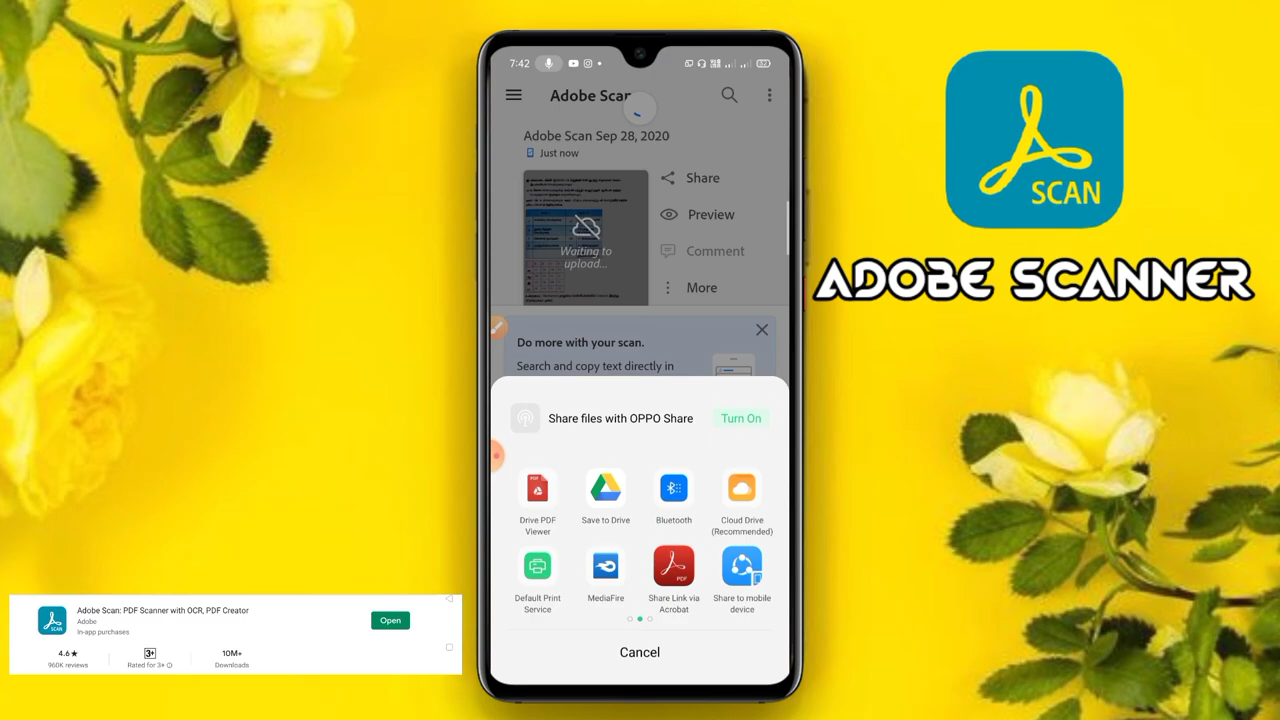 7:42
Adobe Scan
Adobe Scan Sep 28, 2020
Just now
Share
Waiting to
upload...
Preview
Comment
More
Do more with your scan.
Search and copy text directly in
Share files with OPPO Share
Turn On
PDF
Drive PDF
Viewer
Save to Drive
Bluetooth
Cloud Drive
(Recommended)
PDF
Default Print
Service
MediaFire
Share Link via
Acrobat
Share to mobile
device
Cancel
SCAN
ADOBE SCANNER
SCAN
Adobe Scan: PDF Scanner with OCR, PDF Creator
Adobe
In-app purchases
Open
4.6★
960K reviews
3+
Rated for 3+
10M+
Downloads